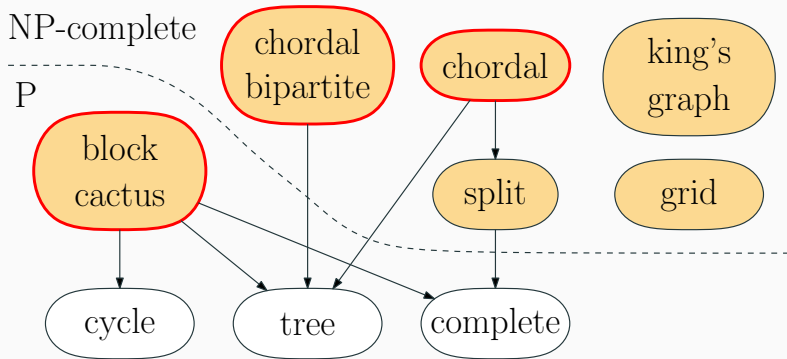 NP-complete
P
chordal
bipartite
chordal
king's
graph
block
cactus
split
grid
cycle
tree
complete